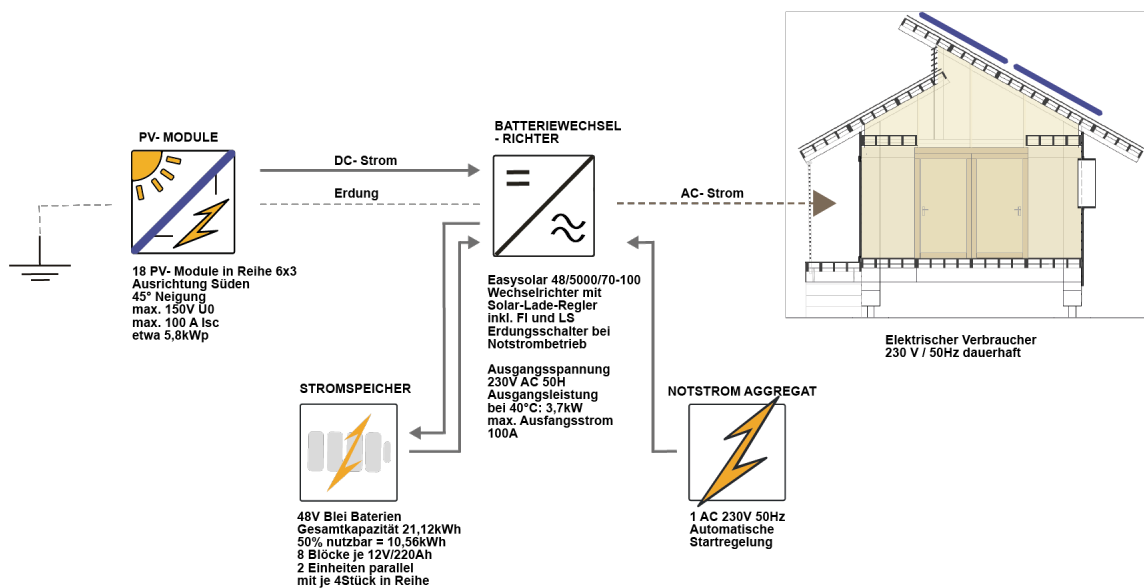 PV- MODULE
18 PV- Module in Reihe 6x3
Ausrichtung Süden
45° Neigung
max. 150V U0
max. 100 A Isc
etwa 5,8kWp
DC- Strom
Erdung
BATTERIEWECHSEL
- RICHTER
Easysolar 48/5000/70-100
Wechselrichter mit
Solar-Lade-Regler
inkl. FI und LS
Erdungsschalter bei
Notstrombetrieb
Ausgangsspannung
230V AC 50H
Ausgangsleistung
bei 40°C: 3,7kW
max. Ausfangsstrom
100A
AC- Strom
Elektrischer Verbraucher
230 V / 50Hz dauerhaft
STROMSPEICHER
48V Blei Baterien
Gesamtkapazität 21,12kWh
50% nutzbar = 10,56kWh
8 Blöcke je 12V/220Ah
2 Einheiten parallel
mit je 4Stück in Reihe
NOTSTROM AGGREGAT
1 AC 230V 50Hz
Automatische
Startregelung